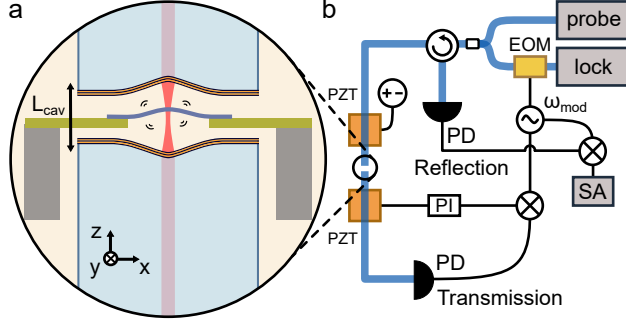 a
L_cav
z
y
x
b
probe
lock
EOM
PZT
+-
PD
ω_mod
~
Reflection
SA
PI
PZT
PD
Transmission